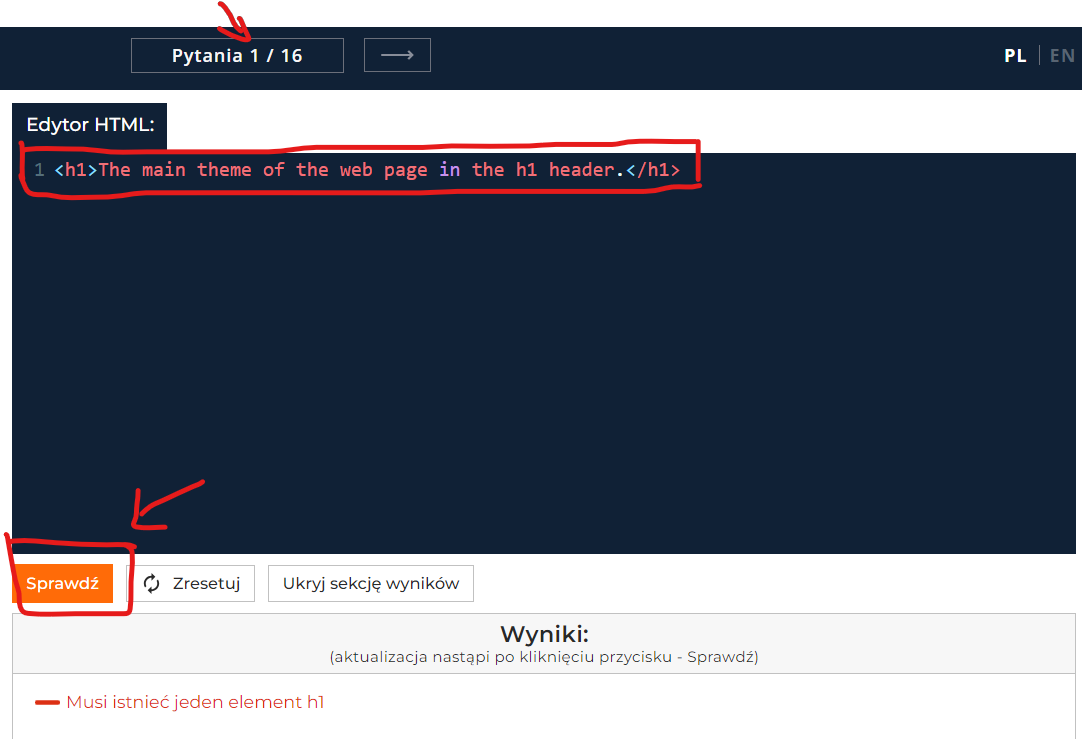 Pytania 1 / 16
PL | EN
Edytor HTML:
1 <h1>The main theme of the web page in the h1 header.</h1>
Sprawdź
Zresetuj
Ukryj sekcję wyników
Wyniki:
(aktualizacja nastąpi po kliknięciu przycisku - Sprawdź)
Musi istnieć jeden element h1